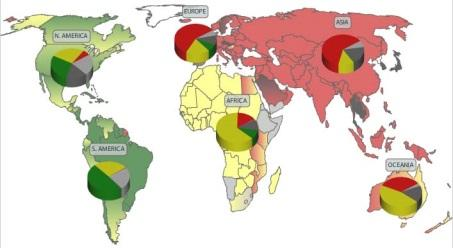 EUROPE
ASIA
N. AMERICA
AFRICA
S. AMERICA
OCEANIA